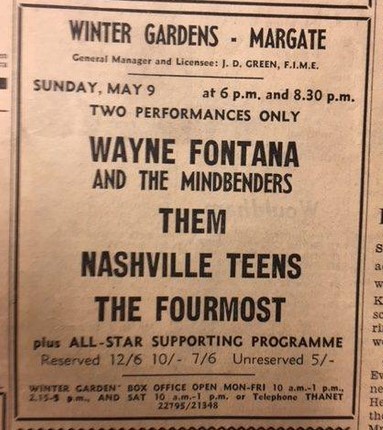 WINTER GARDENS - MARGATE
General Manager and Licensee: J. D. GREEN, F.I.M.E.
SUNDAY, MAY 9 at 6 p.m. and 8.30 p.m.
TWO PERFORMANCES ONLY
WAYNE FONTANA
AND THE MINDBENDERS
THEM
NASHVILLE TEENS
THE FOURMOST
plus ALL-STAR SUPPORTING PROGRAMME
Reserved 12/6 10/- 7/6 Unreserved 5/-
WINTER GARDEN BOX OFFICE OPEN MON-FRI 10 a.m.-1 p.m.,
2.15-5 p.m., AND SAT 10 a.m.-1 p.m. or Telephone THANET
22795/21348